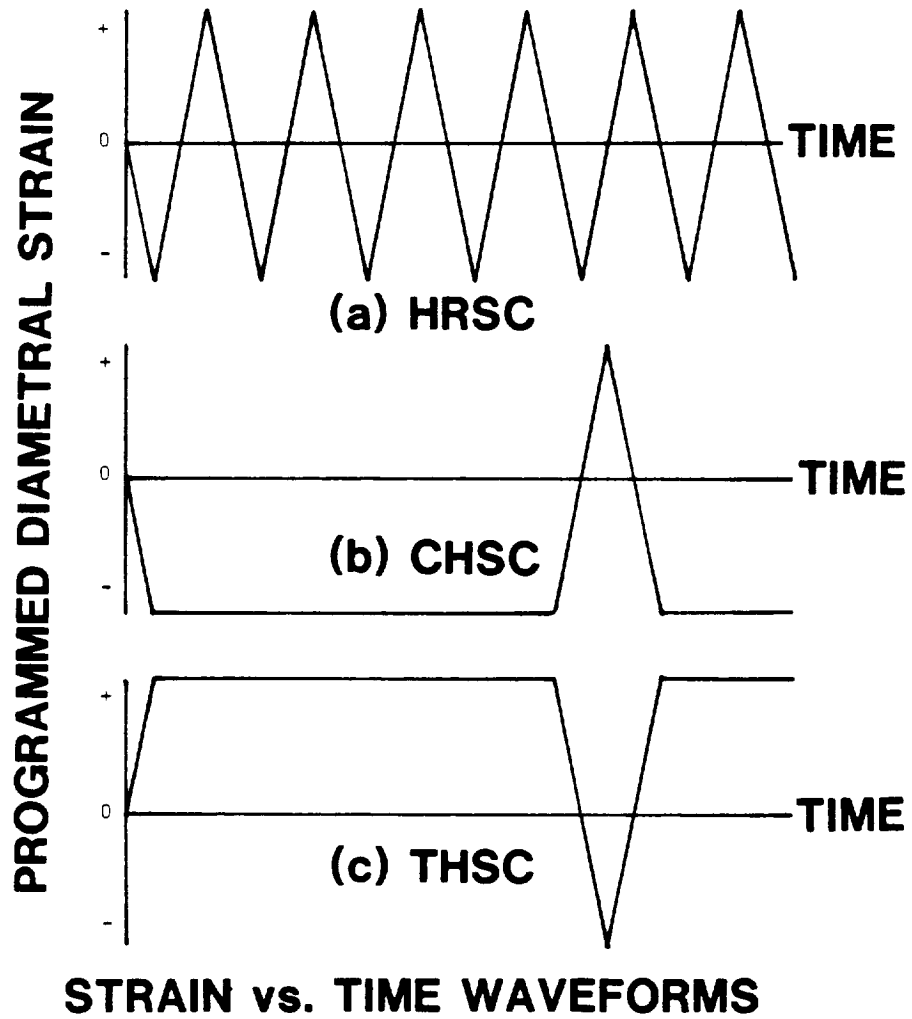 PROGRAMMED DIAMETRAL STRAIN
+
0
TIME
-
(a) HRSC
+
0
TIME
(b) CHSC
-
+
0
TIME
(c) THSC
-
STRAIN vs. TIME WAVEFORMS